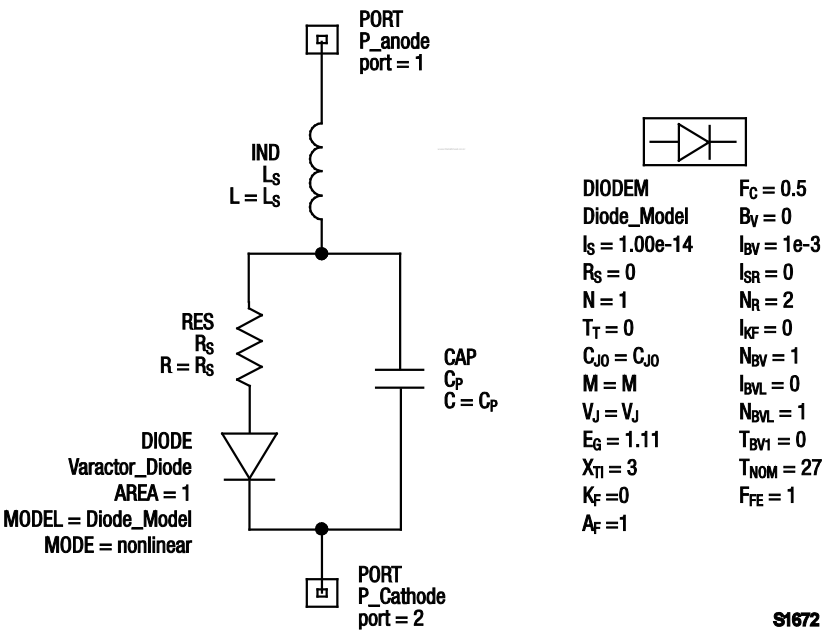 PORT
P_anode
port = 1
IND
LS
L = LS
RES
RS
R = RS
CAP
CP
C = CP
DIODE
Varactor_Diode
AREA = 1
MODEL = Diode_Model
MODE = nonlinear
PORT
P_Cathode
port = 2
DIODEM
Diode_Model
IS = 1.00e-14
RS = 0
N = 1
TT = 0
CJ0 = CJ0
M = M
VJ = VJ
EG = 1.11
XTI = 3
KF =0
AF =1
FC = 0.5
BV = 0
IBV = 1e-3
ISR = 0
NR = 2
IKF = 0
NBV = 1
IBVL = 0
NBVL = 1
TBV1 = 0
TNOM = 27
FFE = 1
S1672